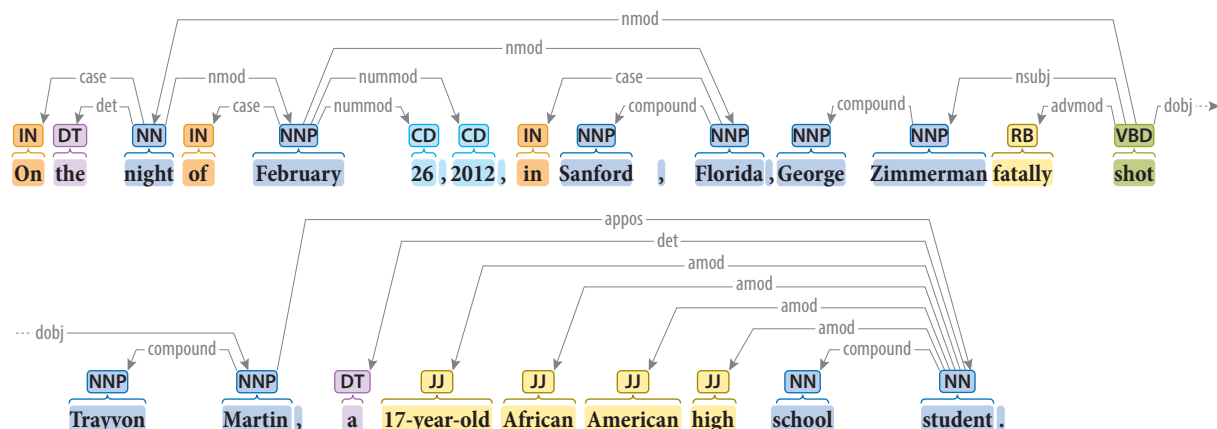 nmod
nmod
case nmod nummod case nsubj
det case nummod compound compound advmod dobj
IN DT NN IN NNP CD CD IN NNP NNP NNP NNP RB VBD
On the night of February 26 , 2012 , in Sanford , Florida , George Zimmerman fatally shot
appos
det
amod
amod
amod
dobj amod
compound compound
NNP NNP DT JJ JJ JJ JJ NN NN
Trayvon Martin , a 17-year-old African American high school student .